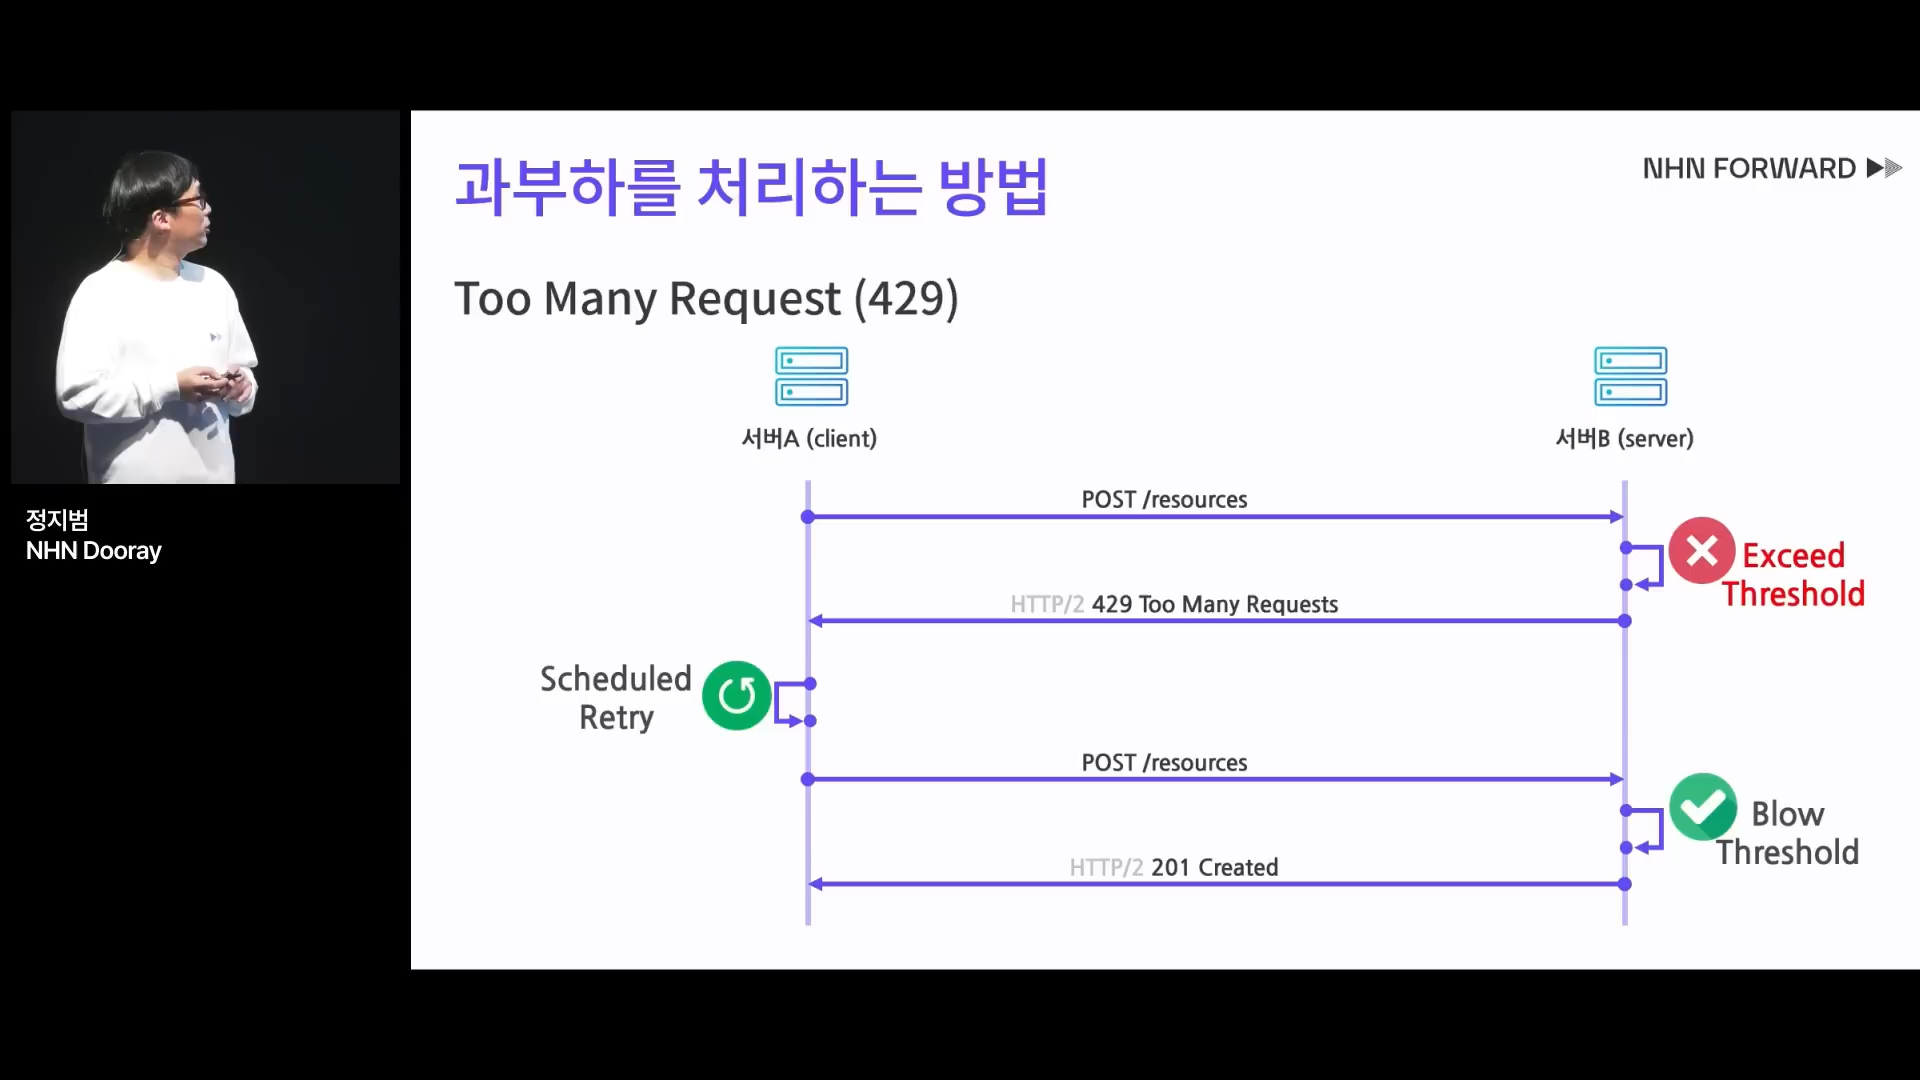 과부하를 처리하는 방법
NHN FORWARD
Too Many Request (429)
서버A (client)
서버B (server)
정지범
NHN Dooray
POST /resources
Exceed
Threshold
HTTP/2 429 Too Many Requests
Scheduled
Retry
POST /resources
Blow
Threshold
HTTP/2 201 Created